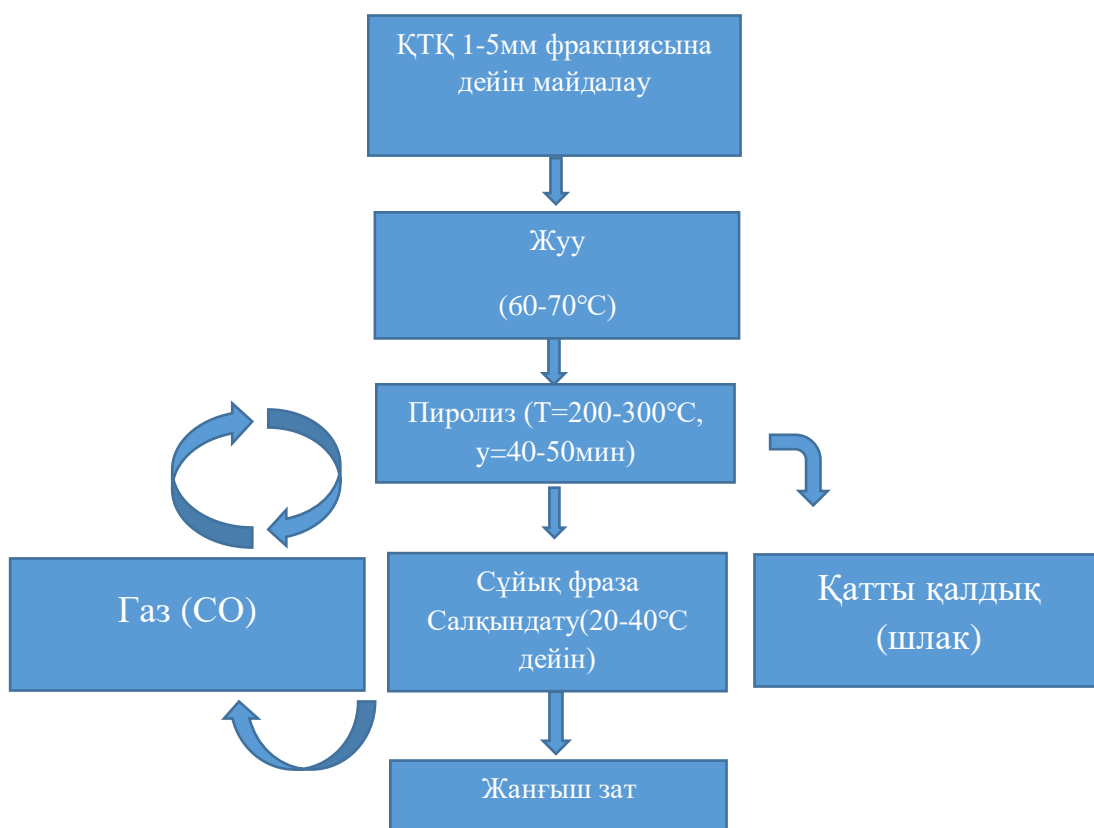 ҚТҚ 1-5мм фракциясына
дейін майдалау
Жуу
(60-70°С)
Пиролиз (Т=200-300°С,
у=40-50мин)
Газ (СО)
Сұйық фраза
Салқындату(20-40°С
дейін)
Қатты қалдық
(шлак)
Жанғыш зат